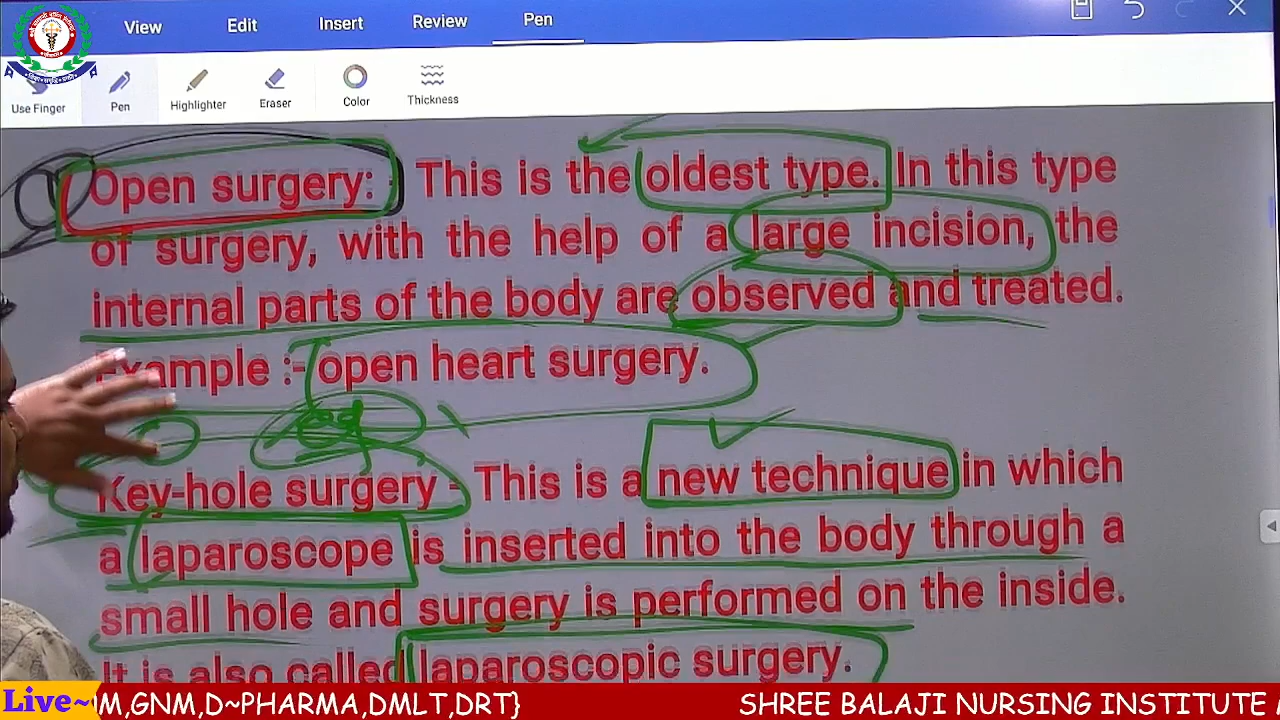 View Edit Insert Review Pen
Use Finger Pen Highlighter Eraser Color Thickness
Open surgery: This is the oldest type. In this type
of surgery, with the help of a large incision, the
internal parts of the body are observed and treated.
Example :- open heart surgery.
Key-hole surgery - This is a new technique in which
a laparoscope is inserted into the body through a
small hole and surgery is performed on the inside.
It is also called laparoscopic surgery.
Live~ M,GNM,D~PHARMA,DMLT,DRT} SHREE BALAJI NURSING INSTITUTE